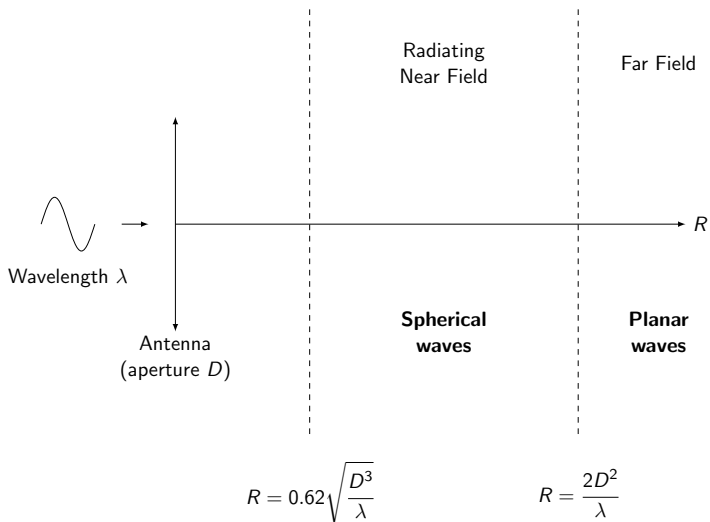 Radiating
Near Field
Far Field
R
Wavelength λ
Spherical
waves
Planar
waves
Antenna
(aperture D)
R = 0.62√(D³/λ)
R = 2D²/λ